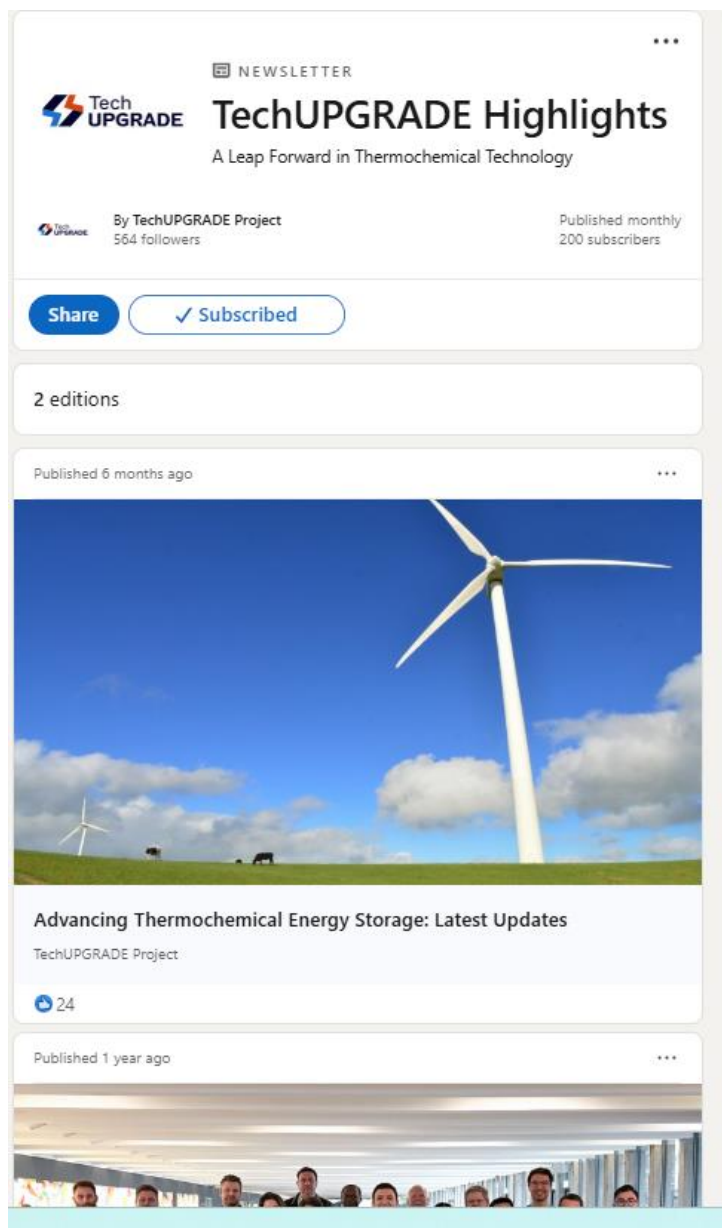 NEWSLETTER
Tech
UPGRADE
TechUPGRADE Highlights
A Leap Forward in Thermochemical Technology
Tech
UPGRADE
By TechUPGRADE Project
564 followers
Published monthly
200 subscribers
Share
Subscribed
2 editions
Published 6 months ago
Advancing Thermochemical Energy Storage: Latest Updates
TechUPGRADE Project
24
Published 1 year ago